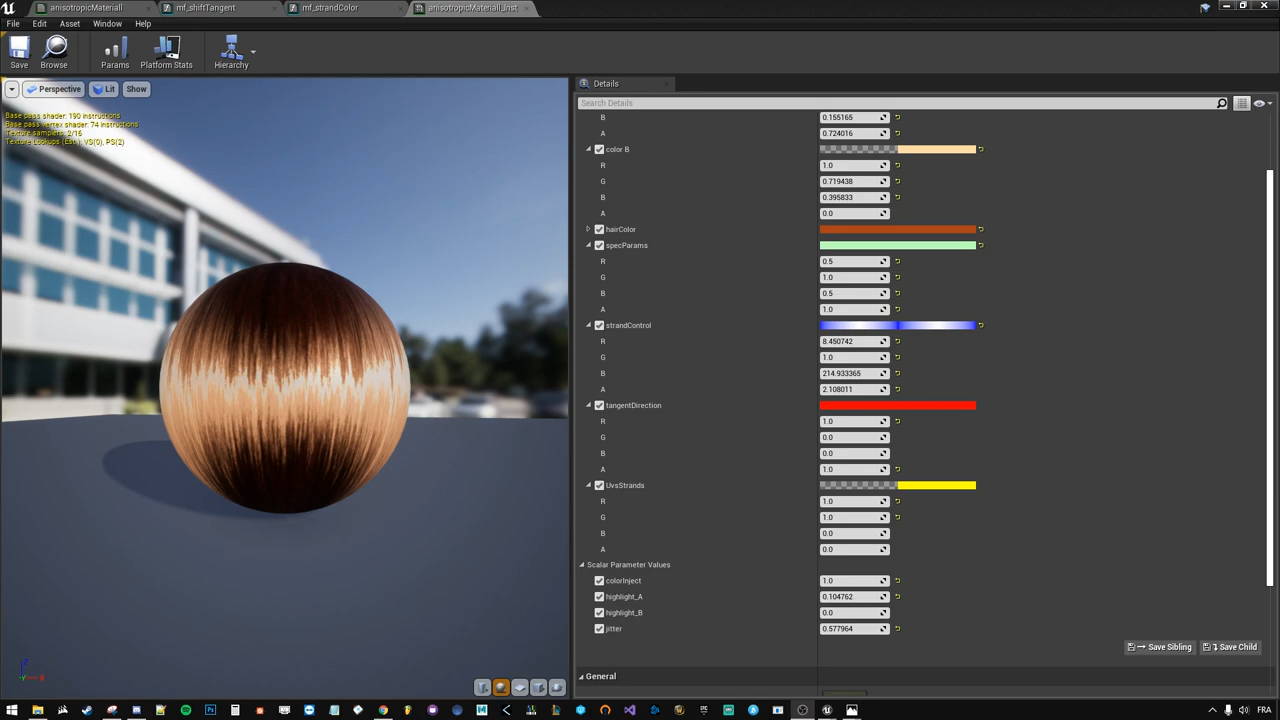 anisotropicMateriall
mf_shiftTangent
mf_strandColor
anisotropicMateriall_Inst
File Edit Asset Window Help
Save Browse Params Platform Stats Hierarchy
Perspective Lit Show
Base pass shader: 190 instructions
Base pass vertex shader: 74 instructions
Texture samplers: 2/16
Texture Lookups (Est.): VS(0), PS(2)
Details
Search Details
B 0.155165
A 0.724016
color B
R 1.0
G 0.719438
B 0.395833
A 0.0
hairColor
specParams
R 0.5
G 1.0
B 0.5
A 1.0
strandControl
R 8.450742
G 1.0
B 214.933365
A 2.108011
tangentDirection
R 1.0
G 0.0
B 0.0
A 1.0
UvsStrands
R 1.0
G 1.0
B 0.0
A 0.0
Scalar Parameter Values
colorInject 1.0
highlight_A 0.104762
highlight_B 0.0
jitter 0.577964
Save Sibling Save Child
General
FRA